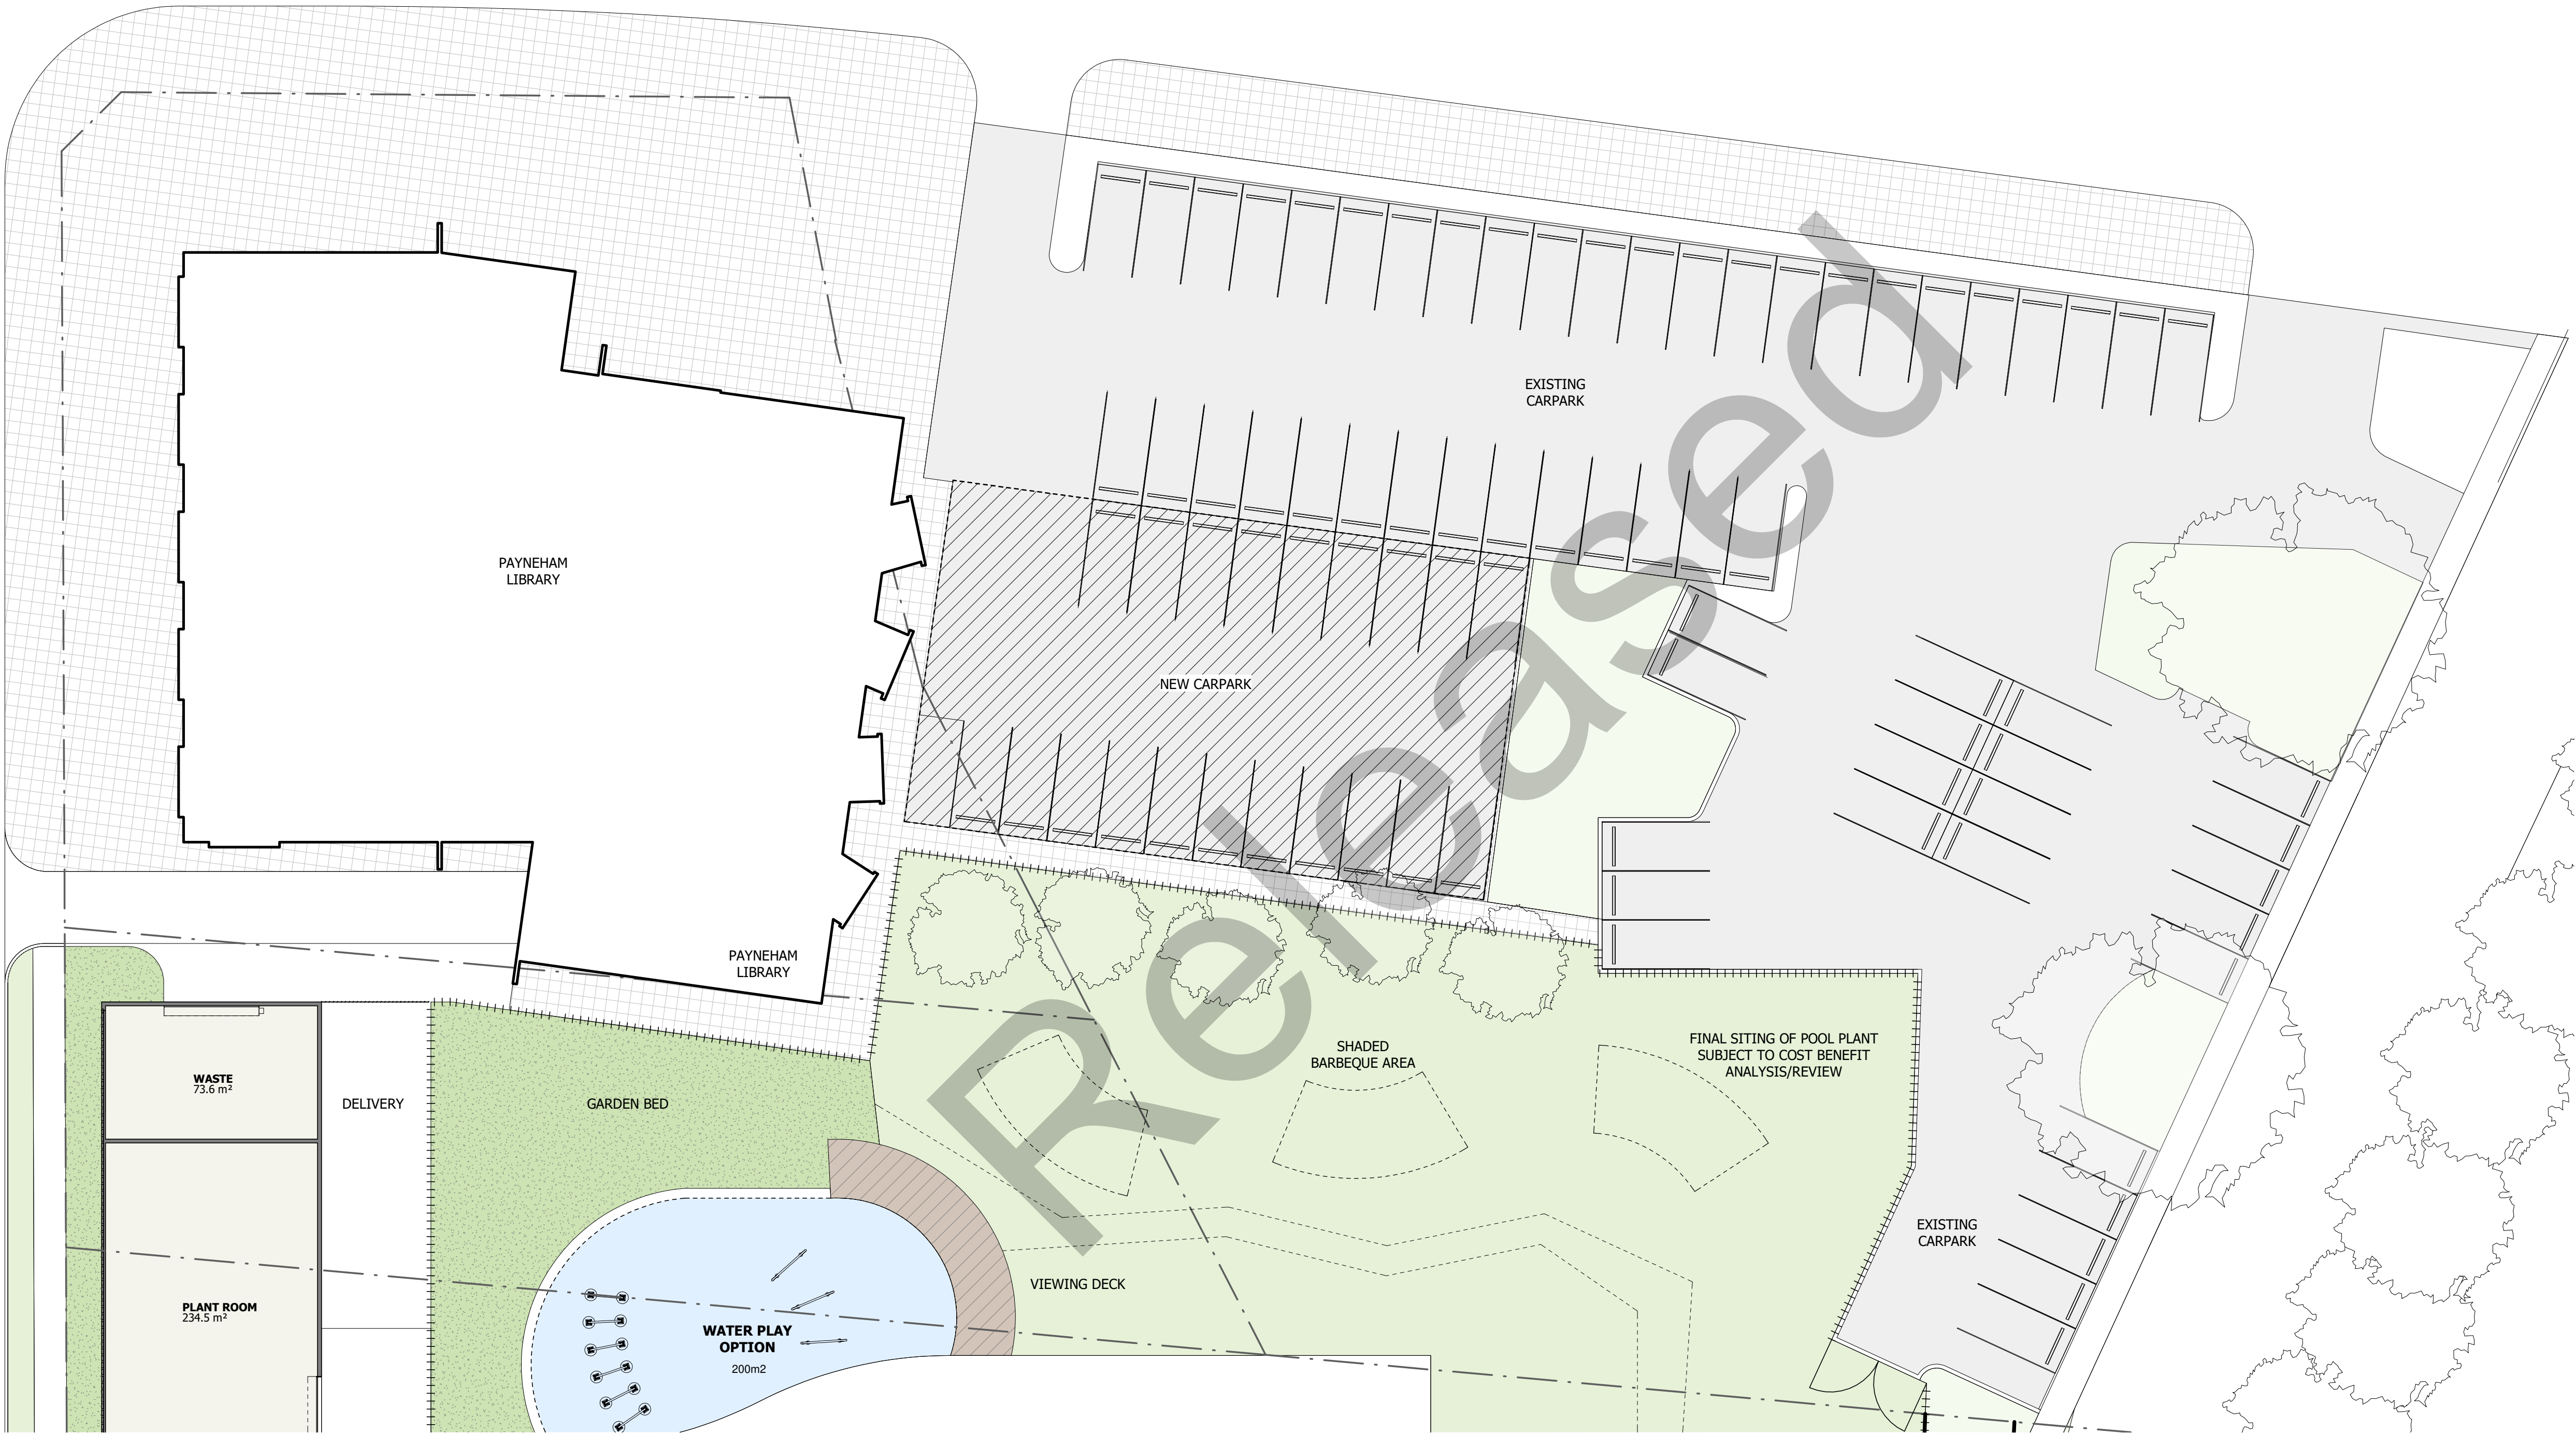 EXISTING
CARPARK
PAYNEHAM
LIBRARY
NEW CARPARK
PAYNEHAM
LIBRARY
FINAL SITING OF POOL PLANT
SUBJECT TO COST BENEFIT
ANALYSIS/REVIEW
SHADED
BARBEQUE AREA
WASTE
73.6 m²
DELIVERY
GARDEN BED
EXISTING
CARPARK
VIEWING DECK
PLANT ROOM
234.5 m²
WATER PLAY
OPTION
200m2
Released